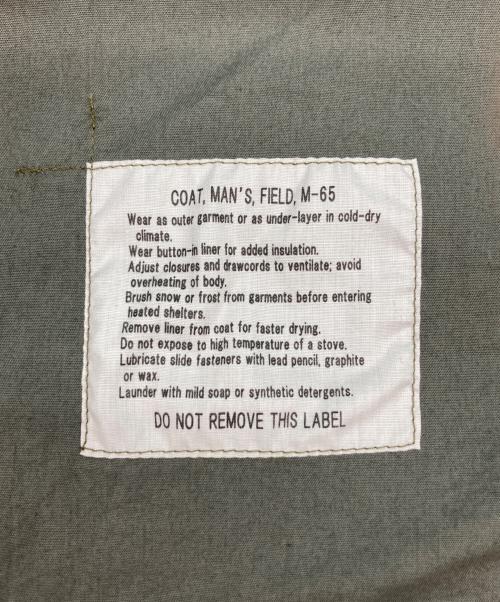 COAT, MAN'S, FIELD, M-65
Wear as outer garment or as under-layer in cold-dry
climate.
Wear button-in liner for added insulation.
Adjust closures and drawcords to ventilate; avoid
overheating of body.
Brush snow or frost from garments before entering
heated shelters.
Remove liner from coat for faster drying.
Do not expose to high temperature of a stove.
Lubricate slide fasteners with lead pencil, graphite
or wax.
Launder with mild soap or synthetic detergents.
DO NOT REMOVE THIS LABEL